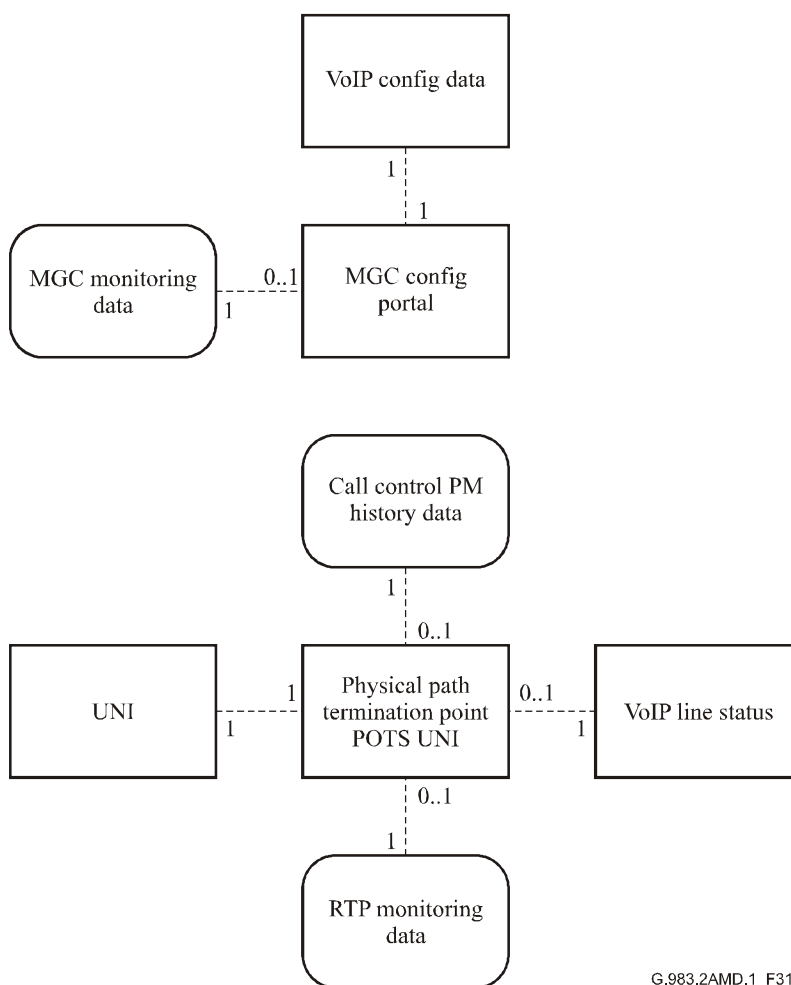 VoIP config data
1
1
MGC monitoring
data
0..1
1
MGC config
portal
Call control PM
history data
1
0..1
UNI
1
1
Physical path
termination point
POTS UNI
0..1
1
VoIP line status
0..1
1
RTP monitoring
data
G.983.2AMD.1_F31